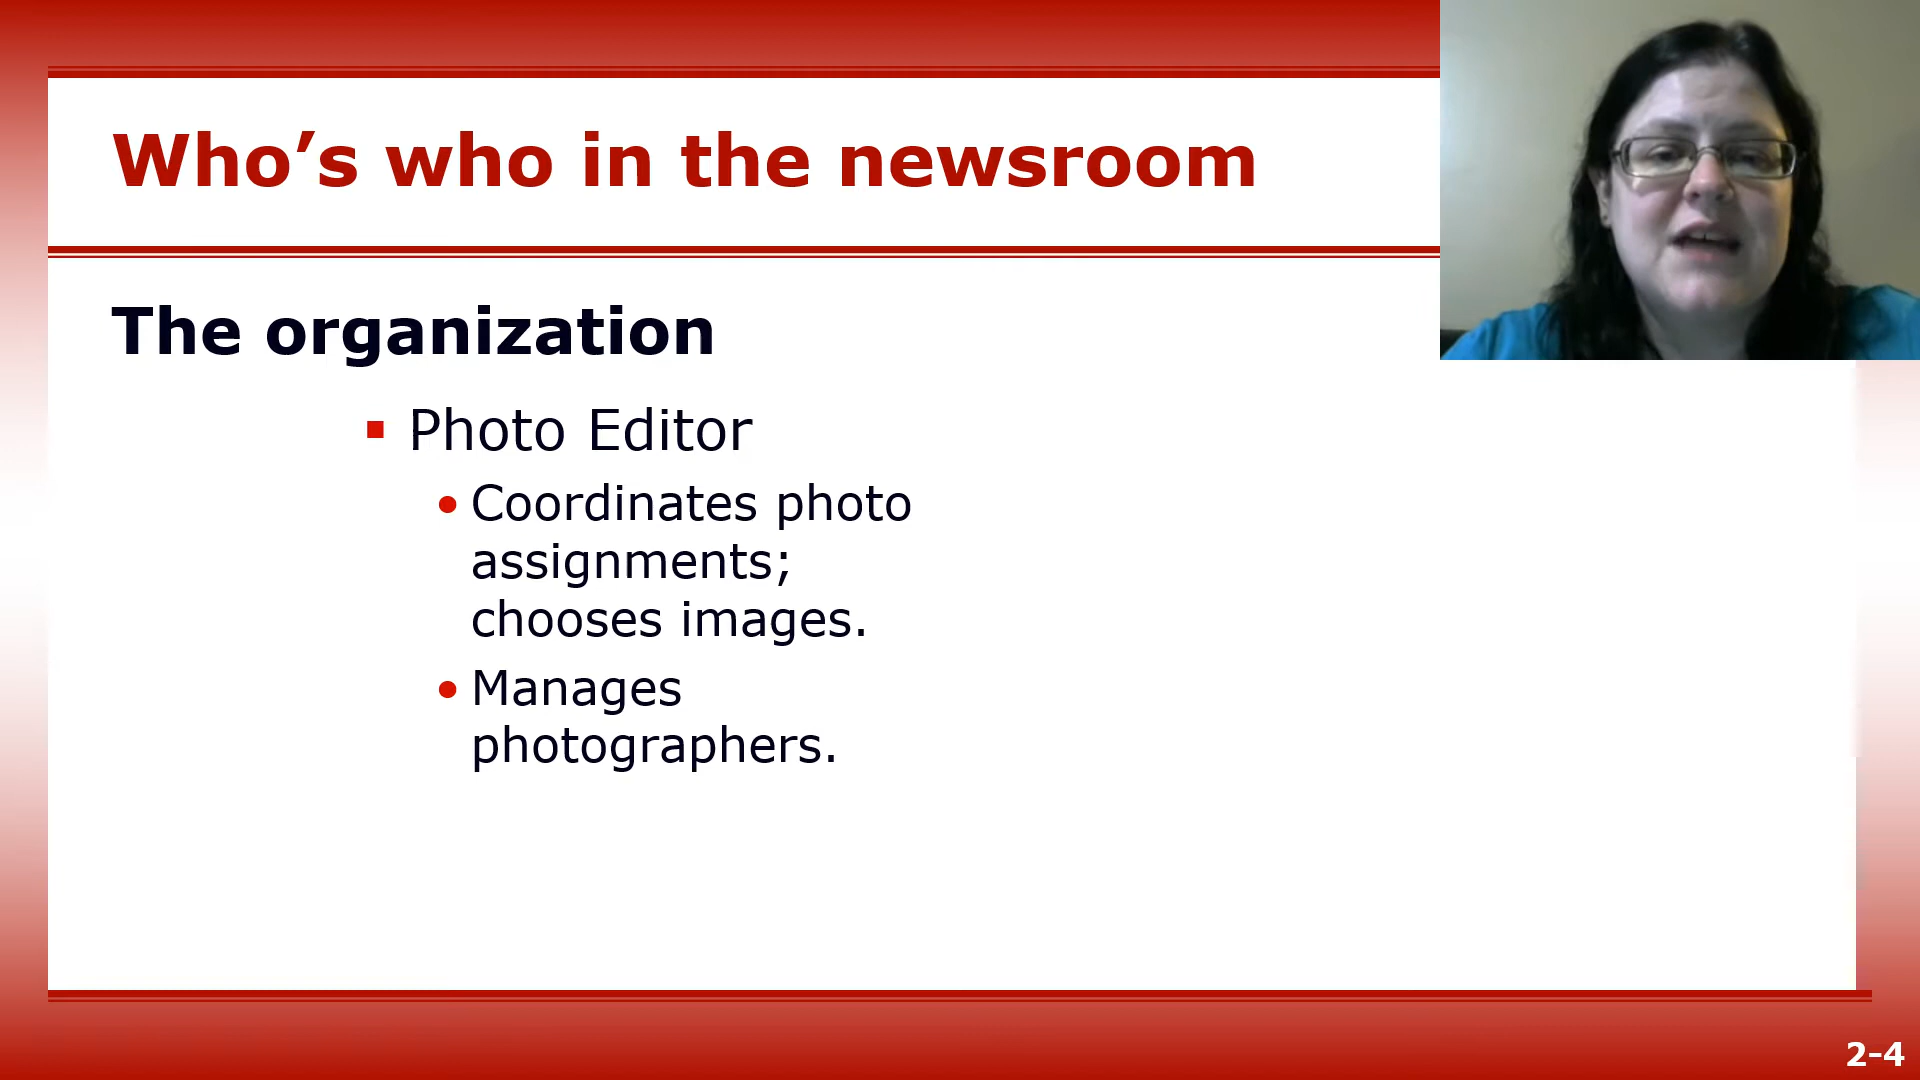 Who’s who in the newsroom
The organization
Photo Editor
Coordinates photo
assignments;
chooses images.
Manages
photographers.
2-4